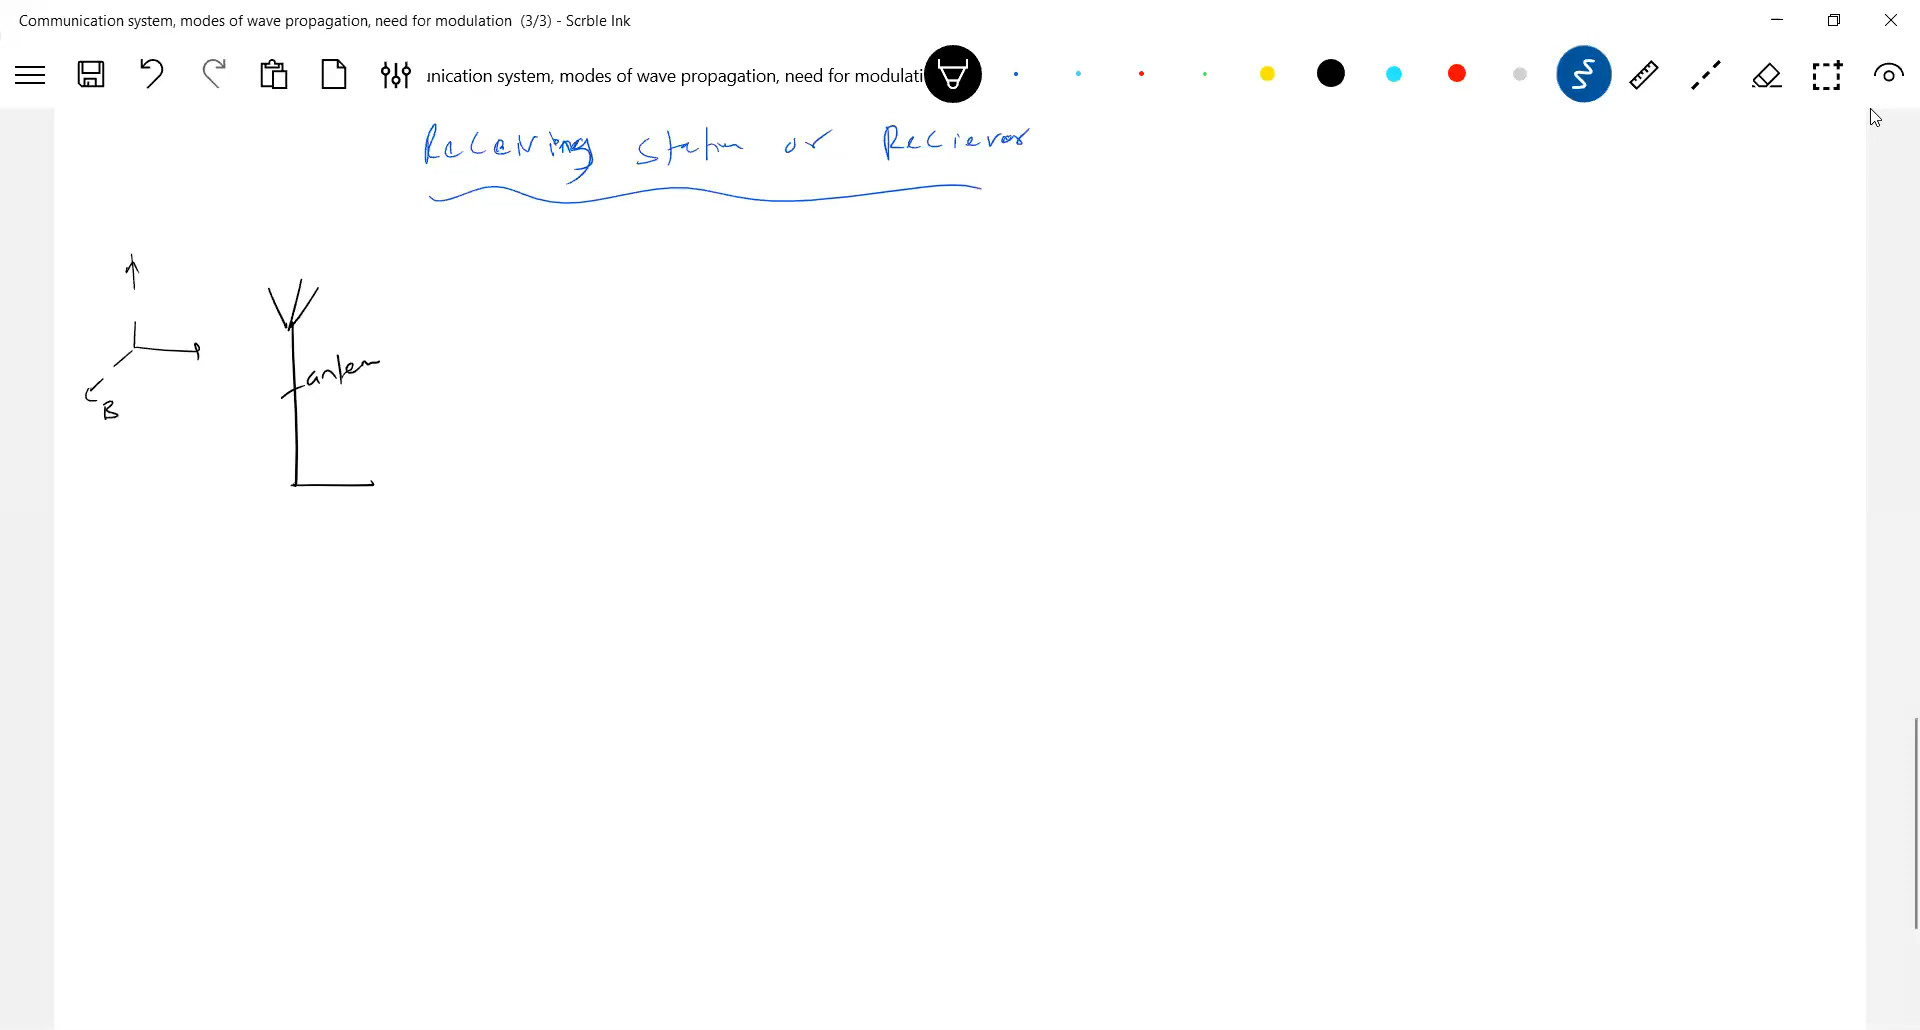 Communication system, modes of wave propagation, need for modulation (3/3) - Scrble Ink
unication system, modes of wave propagation, need for modulati
Receiving station or Reciever
anten
B